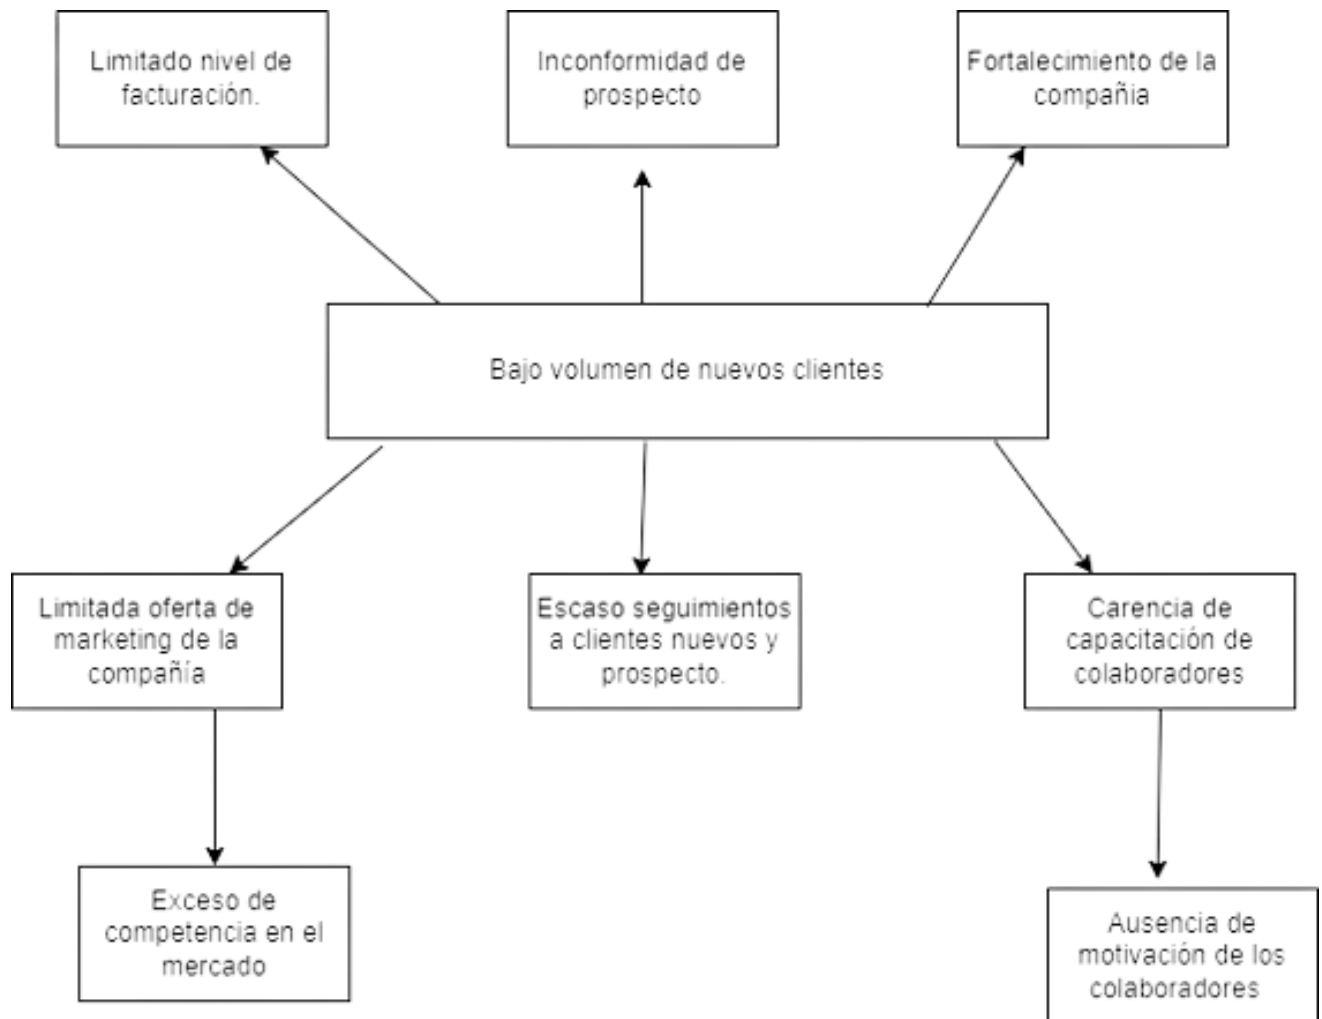 Limitado nivel de
facturación.
Inconformidad de
prospecto
Fortalecimiento de la
compañia
Bajo volumen de nuevos clientes
Limitada oferta de
marketing de la
compañía
Escaso seguimientos
a clientes nuevos y
prospecto.
Carencia de
capacitación de
colaboradores
Exceso de
competencia en el
mercado
Ausencia de
motivación de los
colaboradores